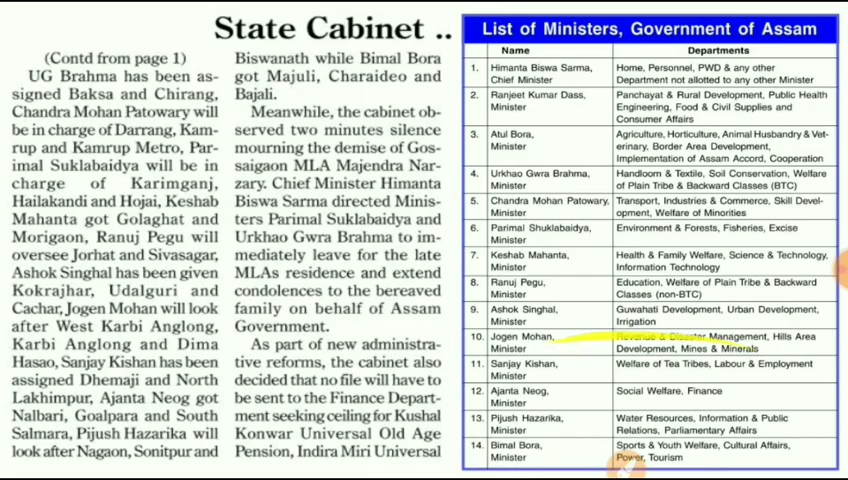 State Cabinet ..
(Contd from page 1)
UG Brahma has been as-
signed Baksa and Chirang,
Chandra Mohan Patowary will
be in charge of Darrang, Kam-
rup and Kamrup Metro, Par-
imal Suklabaidya will be in
charge of Karimganj,
Hailakandi and Hojai, Keshab
Mahanta got Golaghat and
Morigaon, Ranuj Pegu will
oversee Jorhat and Sivasagar,
Ashok Singhal has been given
Kokrajhar, Udalguri and
Cachar, Jogen Mohan will look
after West Karbi Anglong,
Karbi Anglong and Dima
Hasao, Sanjay Kishan has been
assigned Dhemaji and North
Lakhimpur, Ajanta Neog got
Nalbari, Goalpara and South
Salmara, Pijush Hazarika will
look after Nagaon, Sonitpur and
Biswanath while Bimal Bora
got Majuli, Charaideo and
Bajali.
Meanwhile, the cabinet ob-
served two minutes silence
mourning the demise of Gos-
saigaon MLA Majendra Nar-
zary. Chief Minister Himanta
Biswa Sarma directed Minis-
ters Parimal Suklabaidya and
Urkhao Gwra Brahma to im-
mediately leave for the late
MLAs residence and extend
condolences to the bereaved
family on behalf of Assam
Government.
As part of new administra-
tive reforms, the cabinet also
decided that no file will have to
be sent to the Finance Depart-
ment seeking ceiling for Kushal
Konwar Universal Old Age
Pension, Indira Miri Universal
List of Ministers, Government of Assam
Name Departments
1. Himanta Biswa Sarma, Home, Personnel, PWD & any other
Chief Minister Department not allotted to any other Minister
2. Ranjeet Kumar Dass, Panchayat & Rural Development, Public Health
Minister Engineering, Food & Civil Supplies and
Consumer Affairs
3. Atul Bora, Agriculture, Horticulture, Animal Husbandry & Vet-
Minister erinary, Border Area Development,
Implementation of Assam Accord, Cooperation
4. Urkhao Gwra Brahma, Handloom & Textile, Soil Conservation, Welfare
Minister of Plain Tribe & Backward Classes (BTC)
5. Chandra Mohan Patowary, Transport, Industries & Commerce, Skill Devel-
Minister opment, Welfare of Minorities
6. Parimal Shuklabaidya, Environment & Forests, Fisheries, Excise
Minister
7. Keshab Mahanta, Health & Family Welfare, Science & Technology,
Minister Information Technology
8. Ranuj Pegu, Education, Welfare of Plain Tribe & Backward
Minister Classes (non-BTC)
9. Ashok Singhal, Guwahati Development, Urban Development,
Minister Irrigation
10. Jogen Mohan, Revenue & Disaster Management, Hills Area
Minister Development, Mines & Minerals
11. Sanjay Kishan, Welfare of Tea Tribes, Labour & Employment
Minister
12. Ajanta Neog, Social Welfare, Finance
Minister
13. Pijush Hazarika, Water Resources, Information & Public
Minister Relations, Parliamentary Affairs
14. Bimal Bora, Sports & Youth Welfare, Cultural Affairs,
Minister Power, Tourism